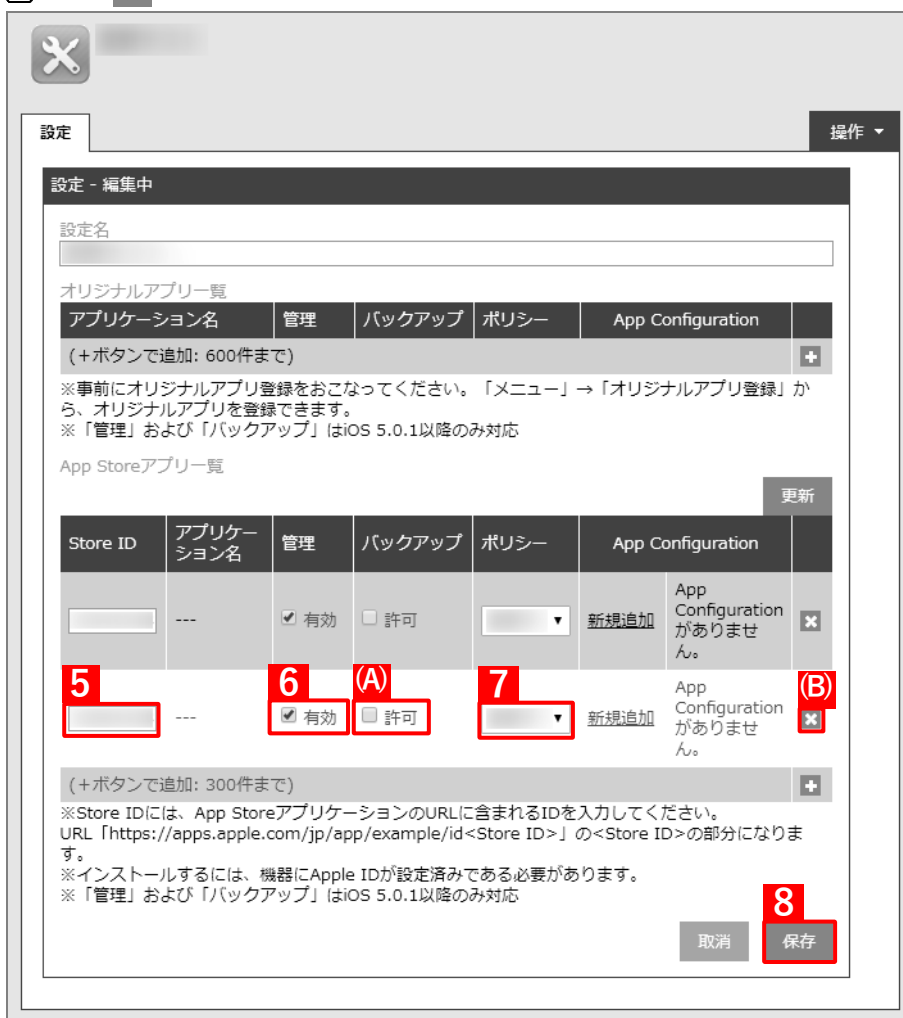 設定
操作 ▼
設定 - 編集中
設定名
オリジナルアプリ一覧
アプリケーション名 管理 バックアップ ポリシー App Configuration
(+ボタンで追加: 600件まで)
※事前にオリジナルアプリ登録をおこなってください。「メニュー」→「オリジナルアプリ登録」か
ら、オリジナルアプリを登録できます。
※「管理」および「バックアップ」はiOS 5.0.1以降のみ対応
App Storeアプリ一覧
更新
Store ID アプリケー
ション名 管理 バックアップ ポリシー App Configuration
--- 有効 許可 ▼ 新規追加 App
Configuration
がありませ
ん。
5 6 (A) 7 (B)
--- 有効 許可 ▼ 新規追加 App
Configuration
がありませ
ん。
(+ボタンで追加: 300件まで)
※Store IDには、App StoreアプリケーションのURLに含まれるIDを入力してください。
URL「https://apps.apple.com/jp/app/example/id<Store ID>」の<Store ID>の部分になりま
す。
※インストールするには、機器にApple IDが設定済みである必要があります。
※「管理」および「バックアップ」はiOS 5.0.1以降のみ対応
8
取消 保存